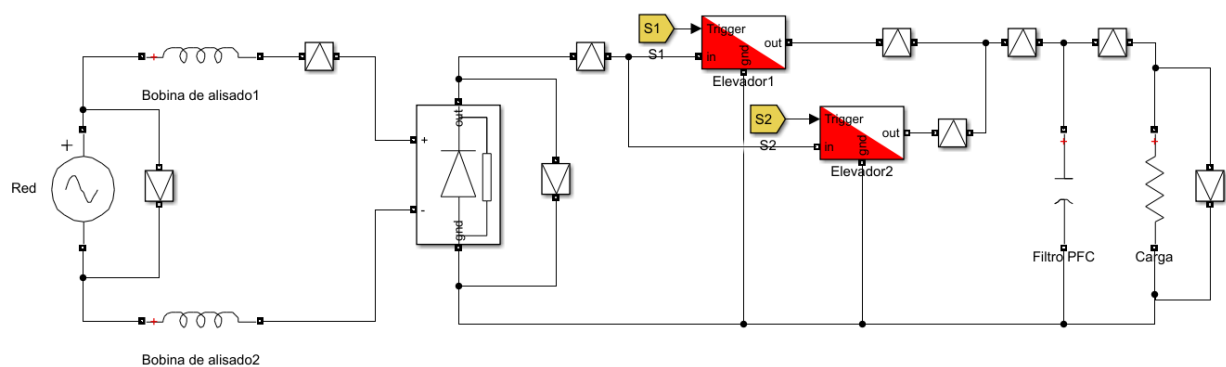 S1
S1
Trigger
in
gnd
out
Elevador1
Bobina de alisado1
S2
S2
Trigger
in
gnd
out
Elevador2
out
+
-
gnd
+
Red
+
+
+
+
Filtro PFC
Carga
Bobina de alisado2